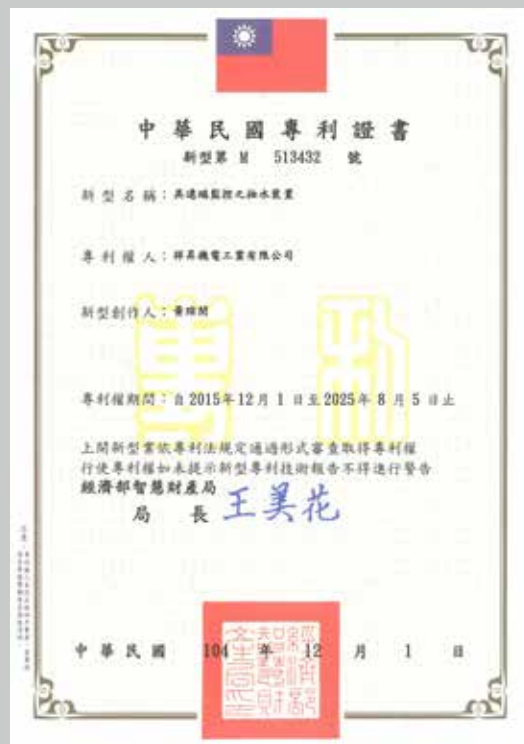 中華民國專利證書
新型第 M 513432 號
新型名稱：具遠端監控之抽水裝置
專利權人：祥昇機電工業有限公司
新型創作人：
專利
專利權期間：自2015年12月1日至2025年8月5日止
上開新型業依專利法規定通過形式審查取得專利權
行使專利權如未提示新型專利技術報告不得進行警告
經濟部智慧財產局
局長 王美花
中華民國 104 年 12 月 1 日